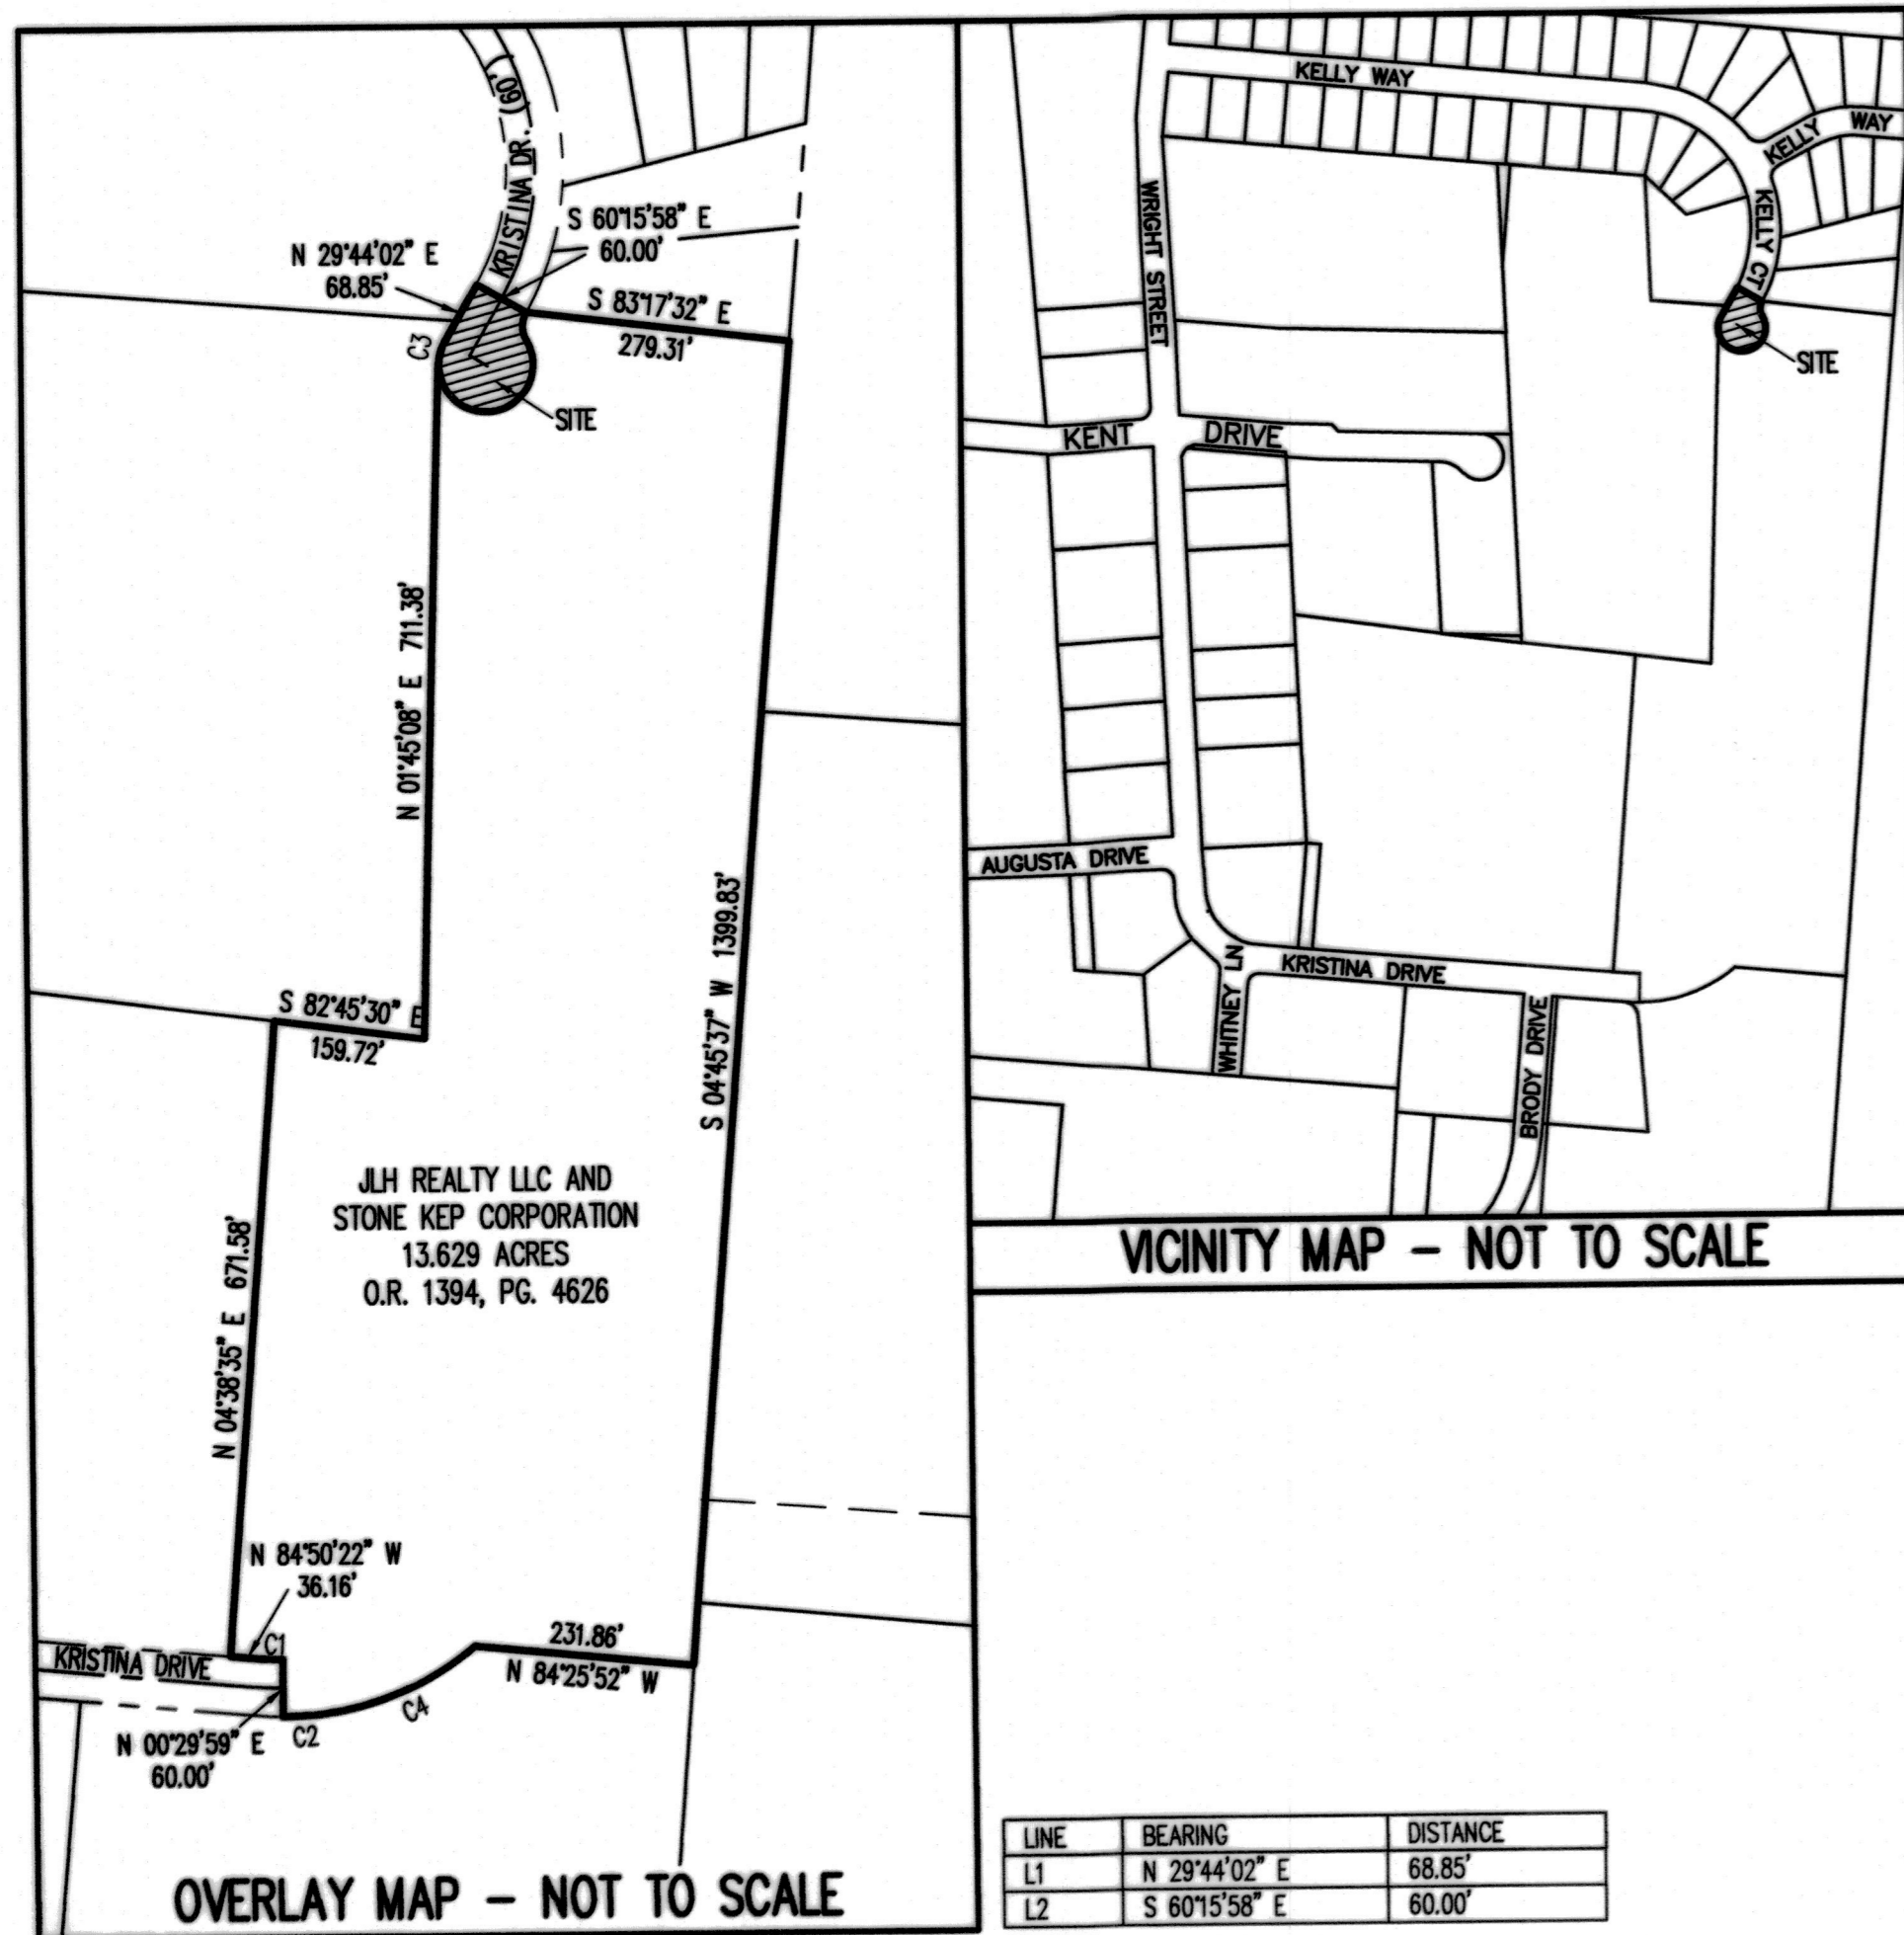 (60')
KRISTINA DR.
S 60°15'58" E
60.00'
N 29°44'02" E
68.85'
S 83°17'32" E
279.31'
C3
SITE
N 01°45'08" E 711.38'
S 82°45'30" E
159.72'
S 04°45'37" W 1399.83'
JLH REALTY LLC AND
STONE KEP CORPORATION
13.629 ACRES
O.R. 1394, PG. 4626
N 04°38'35" E 671.58'
N 84°50'22" W
36.16'
C1
KRISTINA DRIVE
231.86'
N 84°25'52" W
C4
C2
N 00°29'59" E
60.00'
OVERLAY MAP – NOT TO SCALE
KELLY WAY
KELLY WAY
KELLY CT
WRIGHT STREET
SITE
KENT DRIVE
AUGUSTA DRIVE
WHITNEY LN
KRISTINA DRIVE
BRODY DRIVE
VICINITY MAP – NOT TO SCALE
LINE BEARING DISTANCE
L1 N 29°44'02" E 68.85'
L2 S 60°15'58" E 60.00'